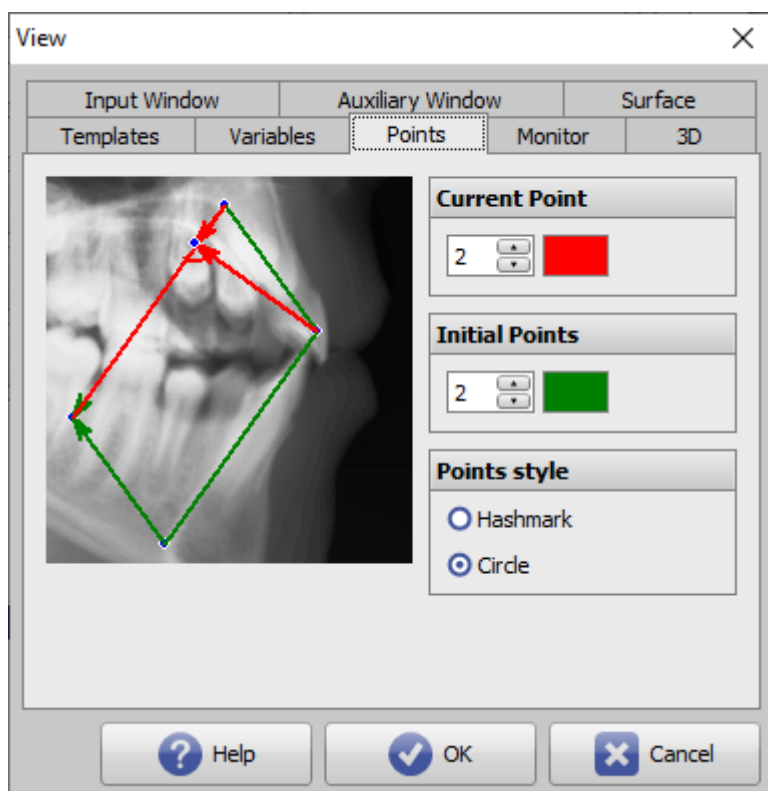 View
Input Window Auxiliary Window Surface
Templates Variables Points Monitor 3D
Current Point
2
Initial Points
2
Points style
Hashmark
Circle
Help OK Cancel